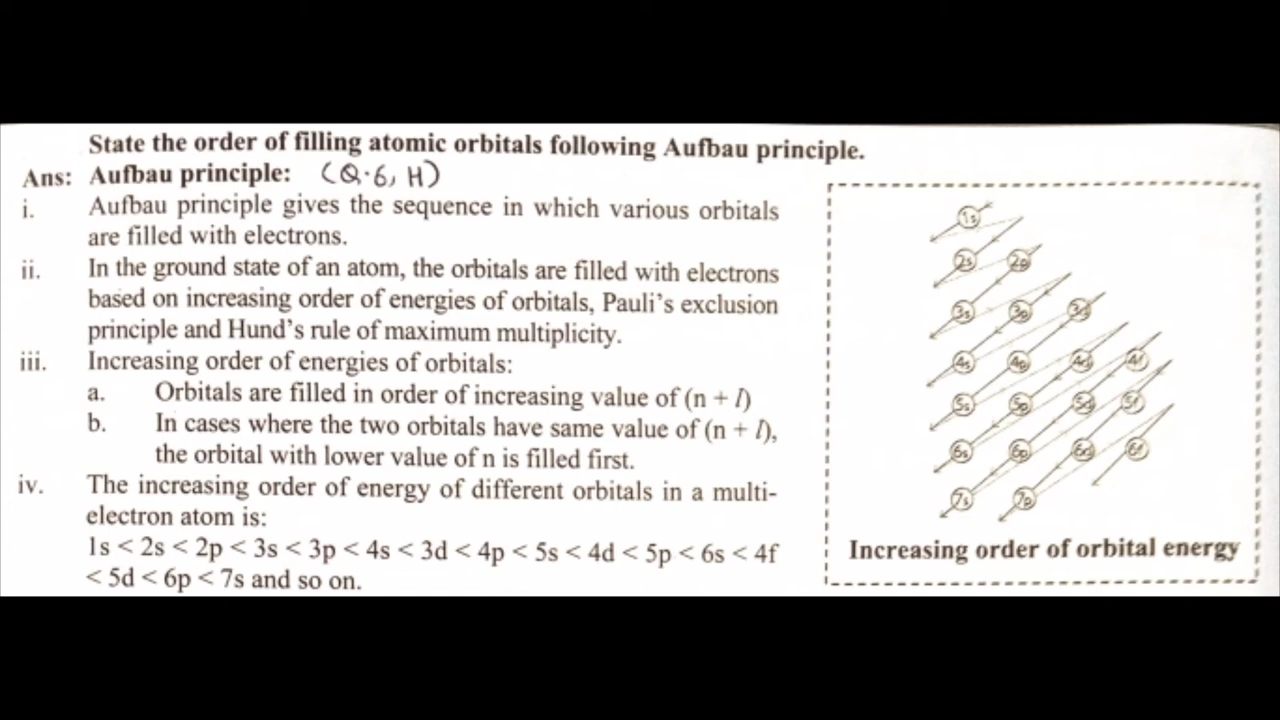 State the order of filling atomic orbitals following Aufbau principle.
Ans: Aufbau principle: (Q.6, H)
i. Aufbau principle gives the sequence in which various orbitals
are filled with electrons.
ii. In the ground state of an atom, the orbitals are filled with electrons
based on increasing order of energies of orbitals, Pauli's exclusion
principle and Hund's rule of maximum multiplicity.
iii. Increasing order of energies of orbitals:
a. Orbitals are filled in order of increasing value of (n + l)
b. In cases where the two orbitals have same value of (n + l),
the orbital with lower value of n is filled first.
iv. The increasing order of energy of different orbitals in a multi-
electron atom is:
1s < 2s < 2p < 3s < 3p < 4s < 3d < 4p < 5s < 4d < 5p < 6s < 4f
< 5d < 6p < 7s and so on.
1s
2s 2p
3s 3p 3d
4s 4p 4d 4f
5s 5p 5d 5f
6s 6p 6d 6f
7s 7p
Increasing order of orbital energy